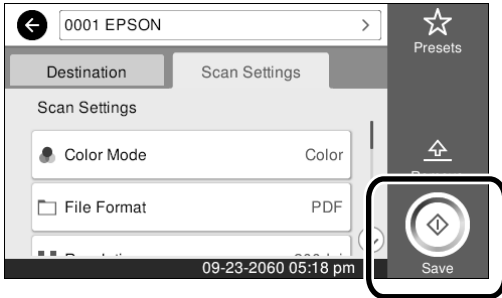 0001 EPSON
Presets
Destination
Scan Settings
Scan Settings
Color Mode
Color
File Format
PDF
09-23-2060 05:18 pm
Save